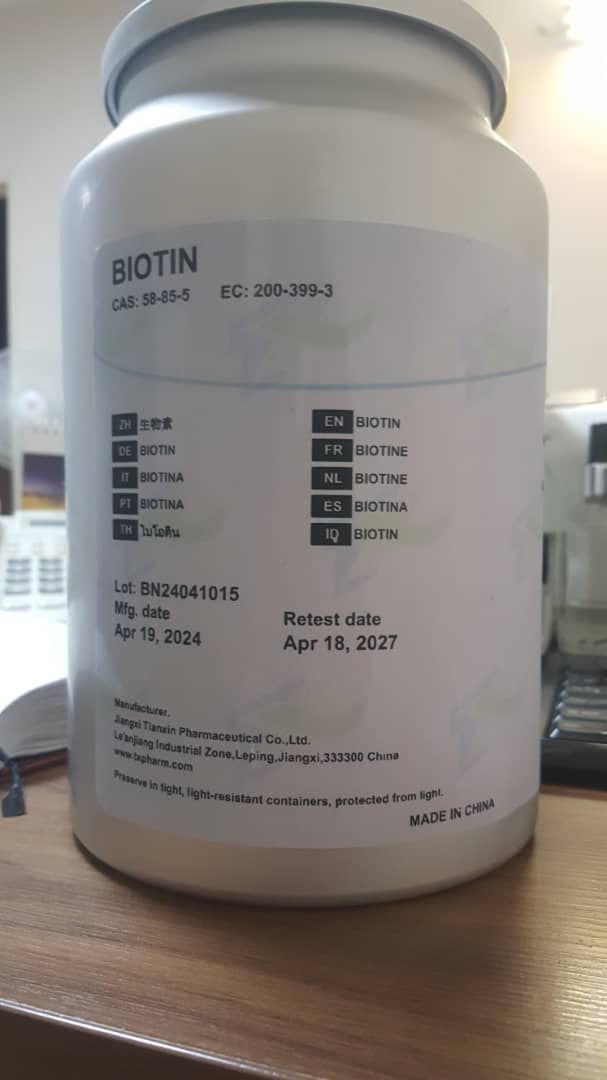 BIOTIN
CAS: 58-85-5 EC: 200-399-3
ZH 生物素
EN BIOTIN
DE BIOTIN
FR BIOTINE
IT BIOTINA
NL BIOTINE
PT BIOTINA
ES BIOTINA
TH ไบโอติน
ID BIOTIN
Lot: BN24041015
Mfg. date
Apr 19, 2024
Retest date
Apr 18, 2027
Manufacturer.
Jiangxi Tianxin Pharmaceutical Co.,Ltd.
Le'anjiang Industrial Zone,Leping,Jiangxi,333300 China
www.txpharm.com
Preserve in tight, light-resistant containers, protected from light.
MADE IN CHINA